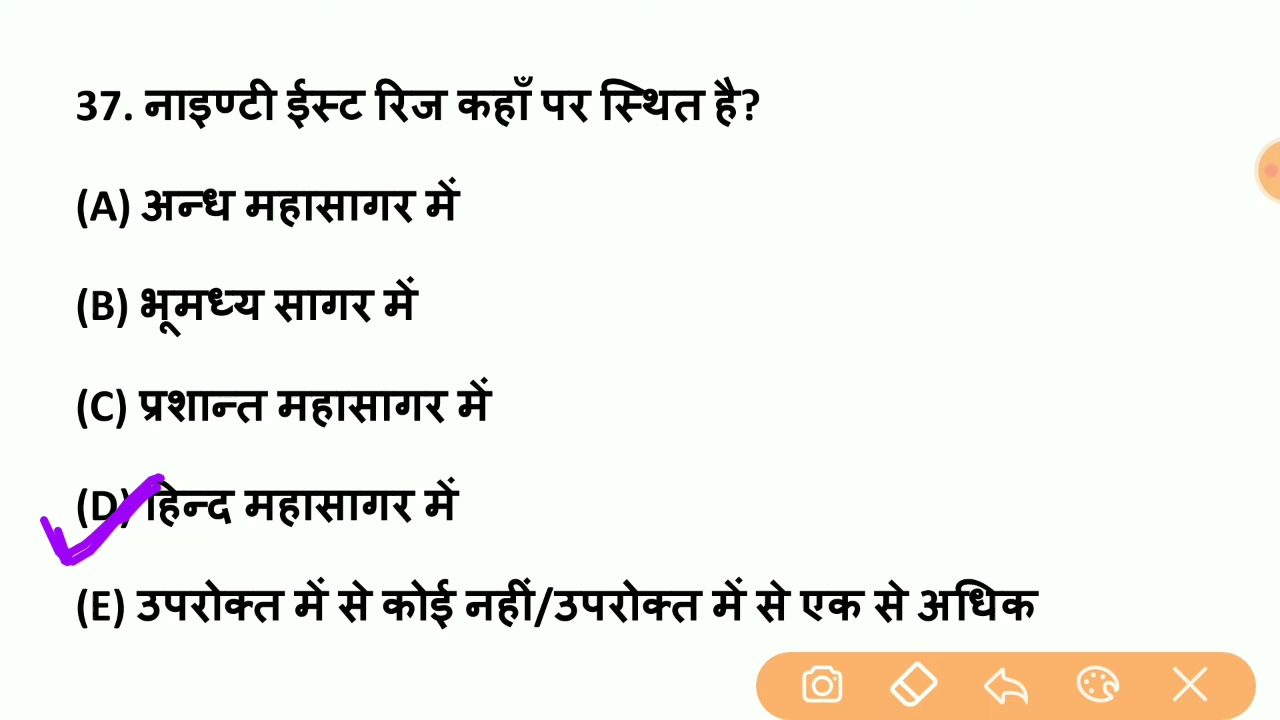 37. नाइण्टी ईस्ट रिज कहाँ पर स्थित है?
(A) अन्ध महासागर में
(B) भूमध्य सागर में
(C) प्रशान्त महासागर में
(D) हिन्द महासागर में
(E) उपरोक्त में से कोई नहीं/उपरोक्त में से एक से अधिक